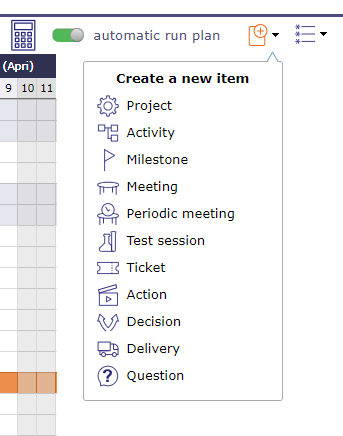 automatic run plan
(Apri)
9 10 11
Create a new item
Project
Activity
Milestone
Meeting
Periodic meeting
Test session
Ticket
Action
Decision
Delivery
Question